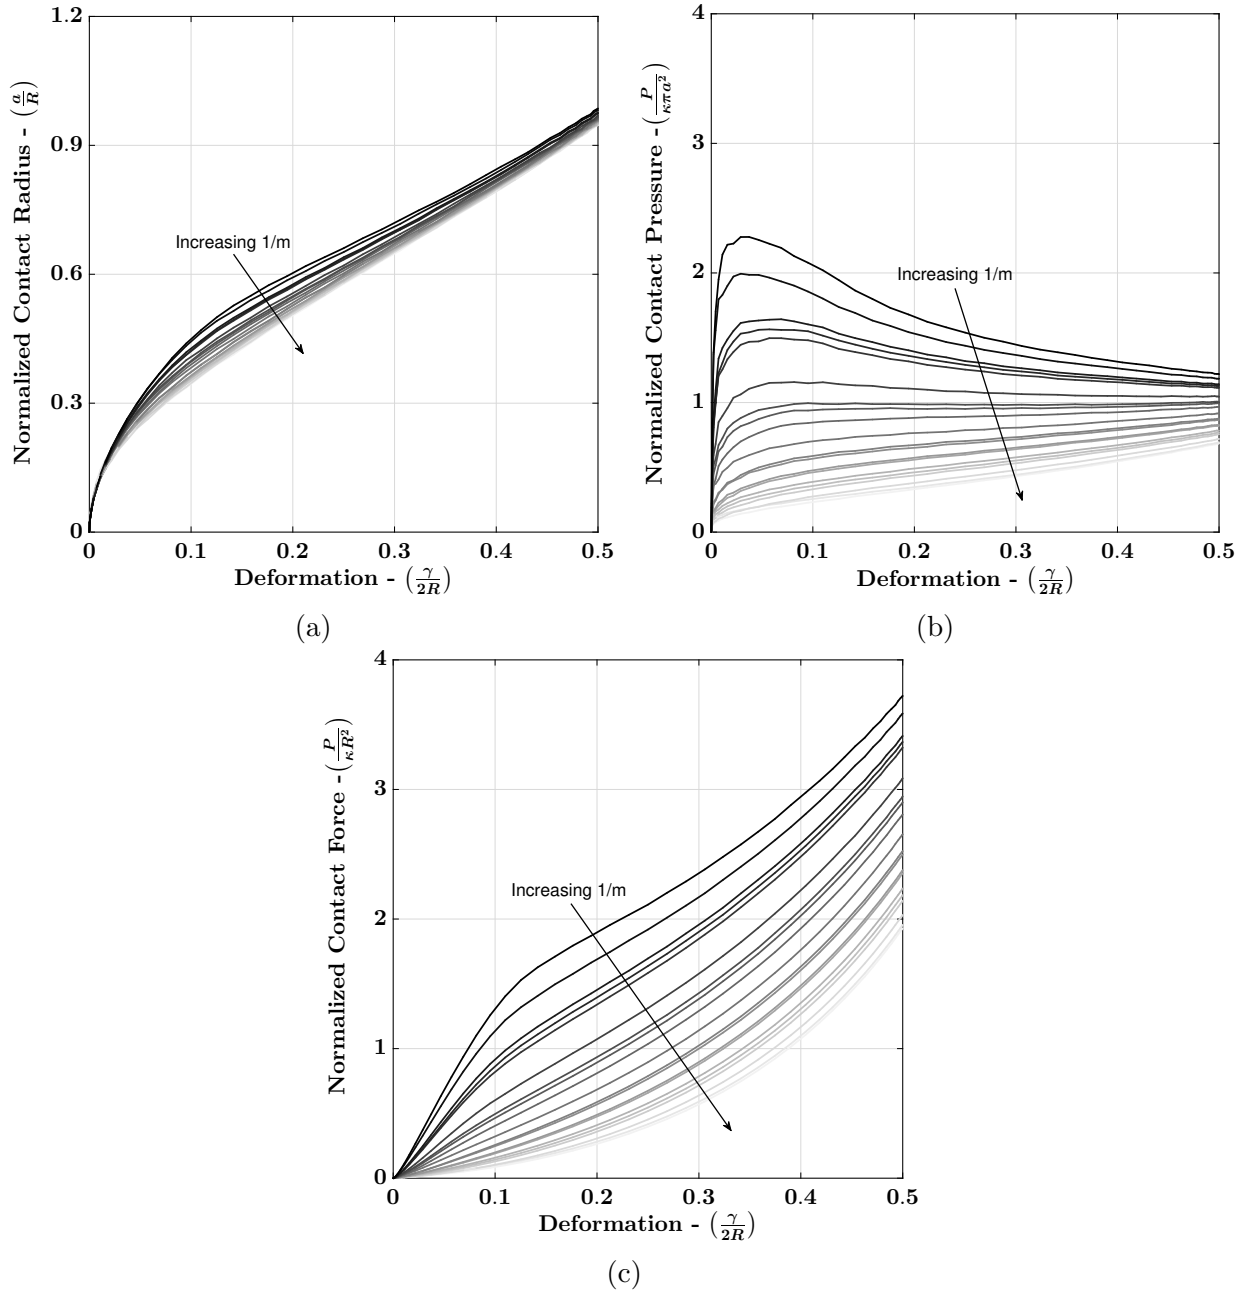 1.2
0.9
0.6
0.3
0
Normalized Contact Radius - (a/R)
Increasing 1/m
0 0.1 0.2 0.3 0.4 0.5
Deformation - (γ/2R)
(a)
4
3
2
1
0
Normalized Contact Pressure -(P/κπa²)
Increasing 1/m
0 0.1 0.2 0.3 0.4 0.5
Deformation - (γ/2R)
(b)
4
3
2
1
0
Normalized Contact Force -(P/κR²)
Increasing 1/m
0 0.1 0.2 0.3 0.4 0.5
Deformation - (γ/2R)
(c)